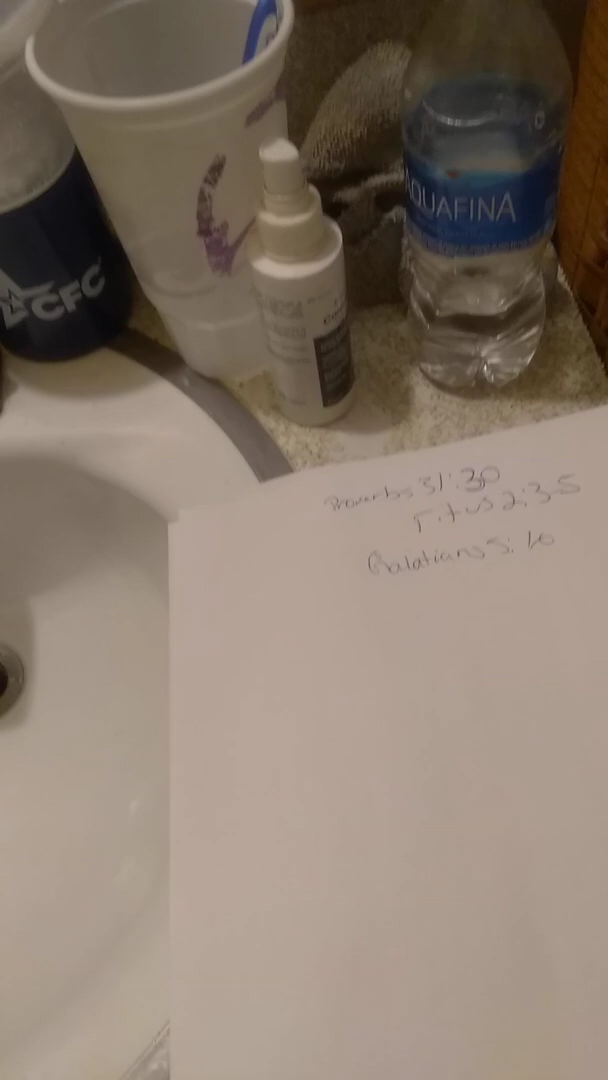 CFC
AQUAFINA
Proverbs 31:30
Titus 2:3-5
Galatians 5:16